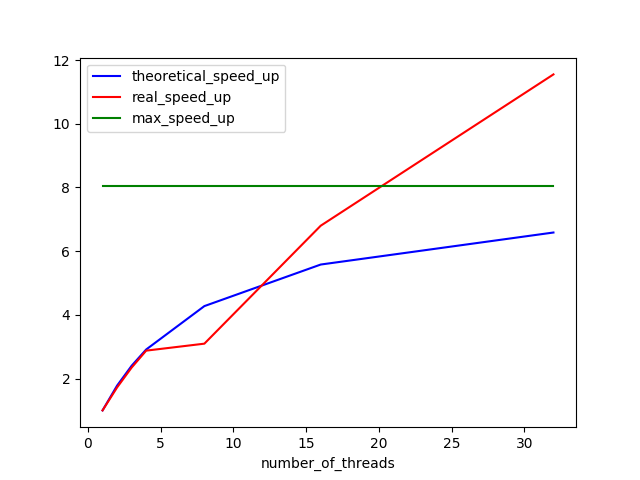 12
10
8
6
4
2
theoretical_speed_up
real_speed_up
max_speed_up
0 5 10 15 20 25 30
number_of_threads